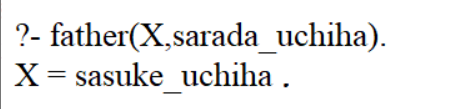 ?- father(X,sarada_uchiha).
X = sasuke_uchiha .